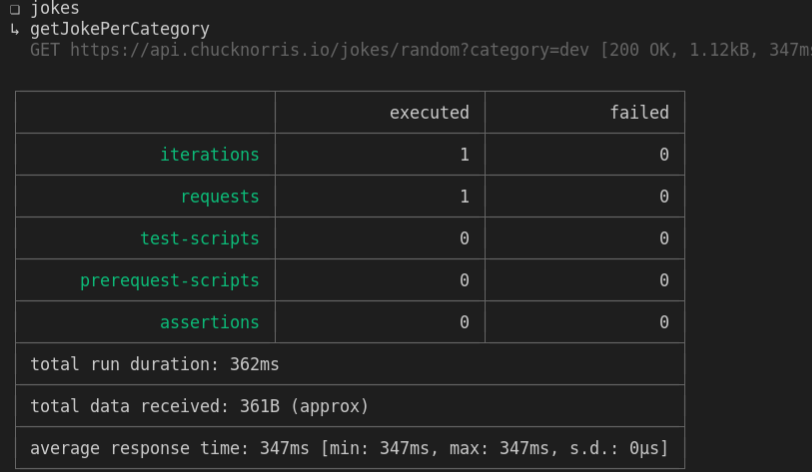 ❏ jokes
↳ getJokePerCategory
GET https://api.chucknorris.io/jokes/random?category=dev [200 OK, 1.12kB, 347ms
executed failed
iterations 1 0
requests 1 0
test-scripts 0 0
prerequest-scripts 0 0
assertions 0 0
total run duration: 362ms
total data received: 361B (approx)
average response time: 347ms [min: 347ms, max: 347ms, s.d.: 0µs]